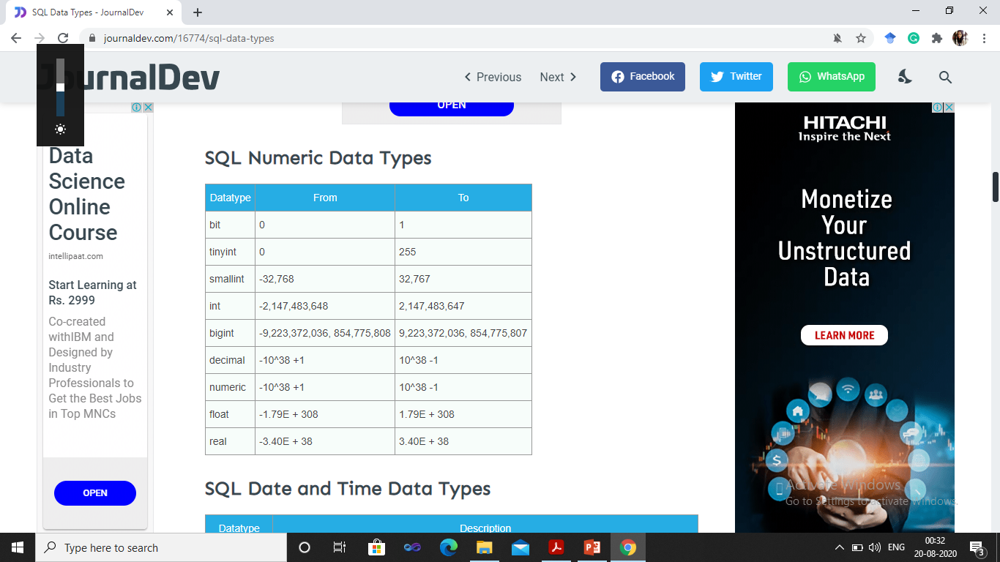 SQL Data Types - JournalDev
journaldev.com/16774/sql-data-types
JournalDev
Previous Next Facebook Twitter WhatsApp
OPEN
Data
Science
Online
Course
intellipaat.com
Start Learning at
Rs. 2999
Co-created
withIBM and
Designed by
Industry
Professionals to
Get the Best Jobs
in Top MNCs
OPEN
SQL Numeric Data Types
Datatype From To
bit 0 1
tinyint 0 255
smallint -32,768 32,767
int -2,147,483,648 2,147,483,647
bigint -9,223,372,036, 854,775,808 9,223,372,036, 854,775,807
decimal -10^38 +1 10^38 -1
numeric -10^38 +1 10^38 -1
float -1.79E + 308 1.79E + 308
real -3.40E + 38 3.40E + 38
SQL Date and Time Data Types
Datatype Description
HITACHI
Inspire the Next
Monetize
Your
Unstructured
Data
LEARN MORE
Activate Windows
Go to Settings to activate Windows.
Type here to search
ENG
00:32
20-08-2020
3